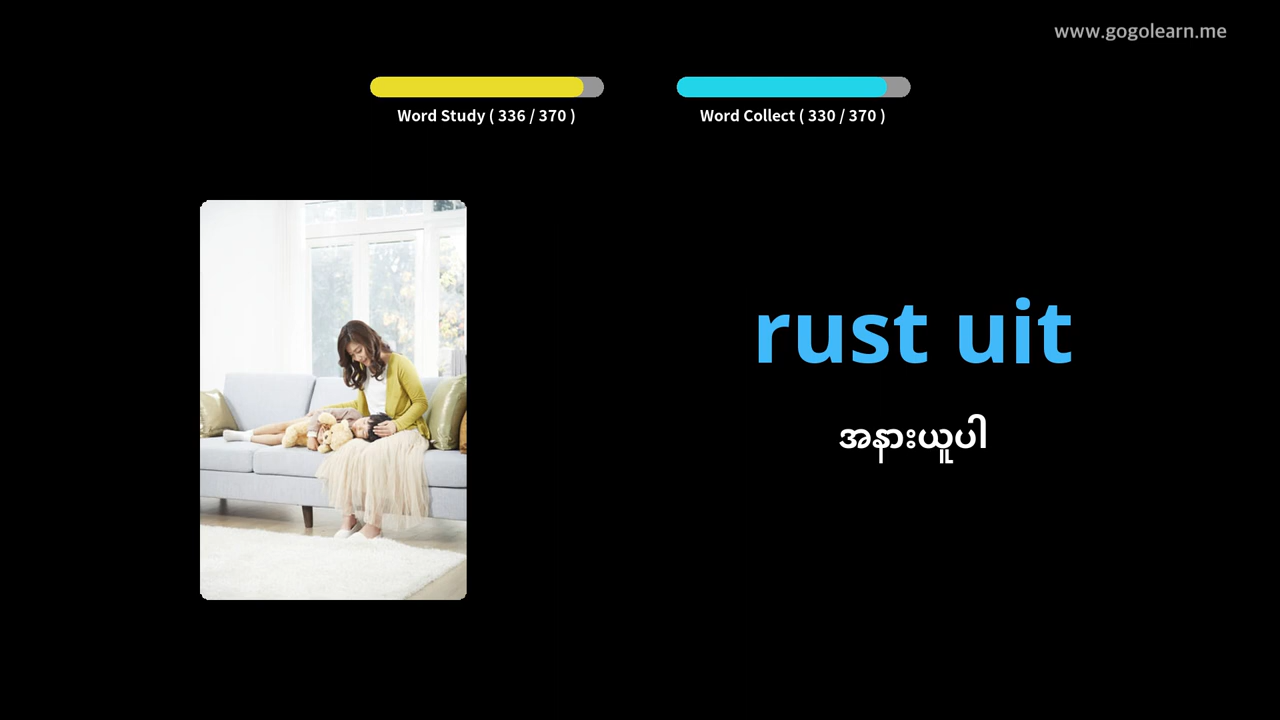 www.gogolearn.me
Word Study ( 336 / 370 )
Word Collect ( 330 / 370 )
rust uit
အနားယူပါ